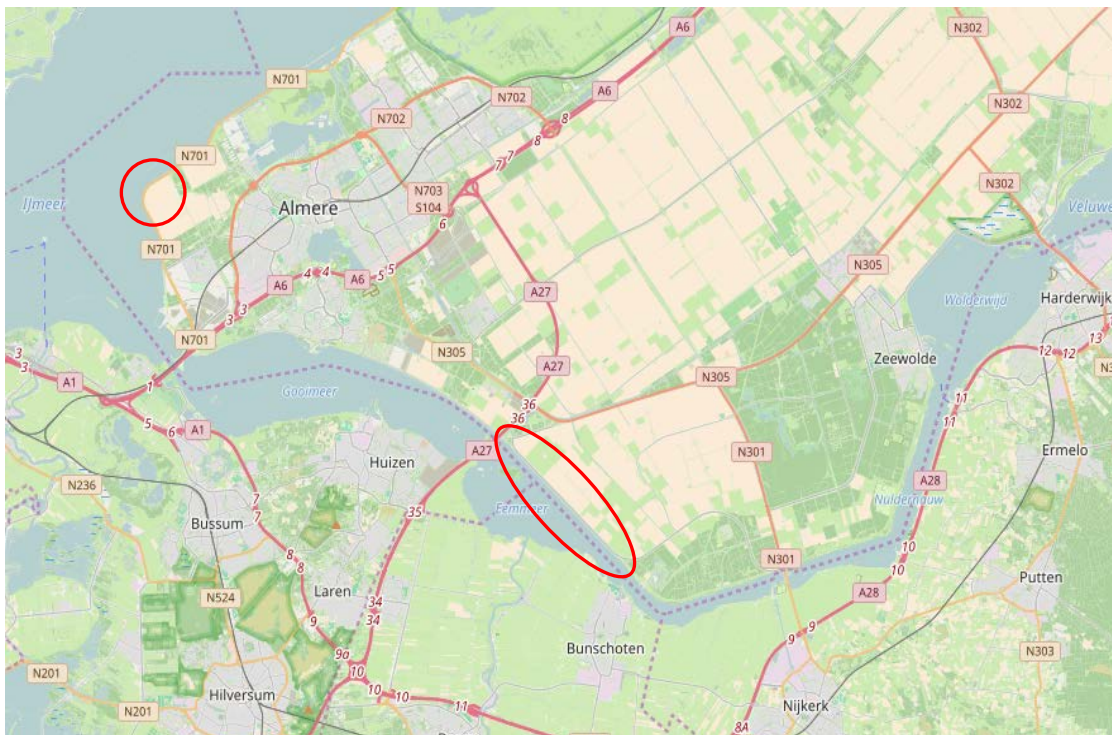 A6
N302
N701
N702
A6
N302
N702
N701
8
8
7
7
IJmeer
N703
S104
Almere
6
N302
Veluwe
N701
4
4
5
5
A6
A6
N305
A27
Wolderwijd
Harderwijk
3
3
N701
N305
Zeewolde
13
12
12
3
3
A1
1
A27
N305
Gooimeer
11
11
36
36
5
6
A1
Huizen
A27
N301
Ermelo
N236
7
7
35
Eemmeer
A28
Nuldernauw
Bussum
8
8
10
10
N301
Putten
Laren
34
34
A28
N524
9
9a
9
9
Bunschoten
N303
N201
10
10
10
11
Hilversum
N201
Nijkerk
8A